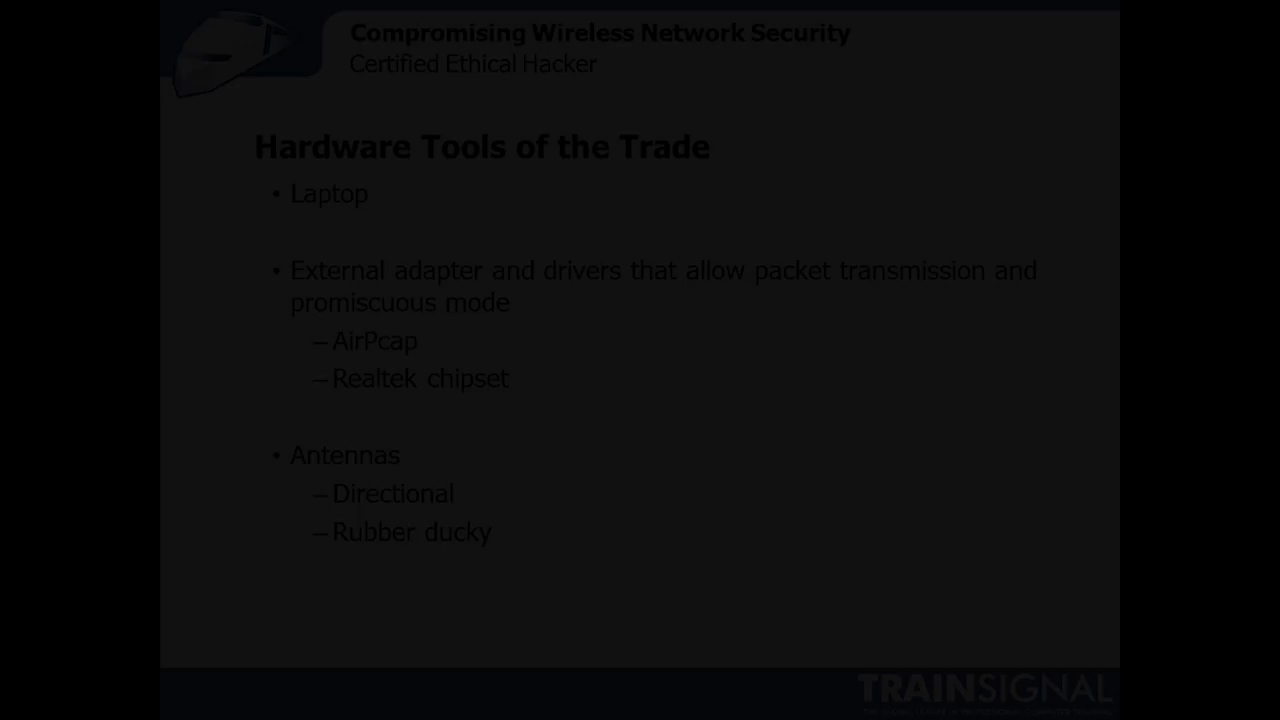 Compromising Wireless Network Security
Certified Ethical Hacker
Hardware Tools of the Trade
• Laptop
• External adapter and drivers that allow packet transmission and
promiscuous mode
– AirPcap
– Realtek chipset
• Antennas
– Directional
– Rubber ducky
TRAINSIGNAL